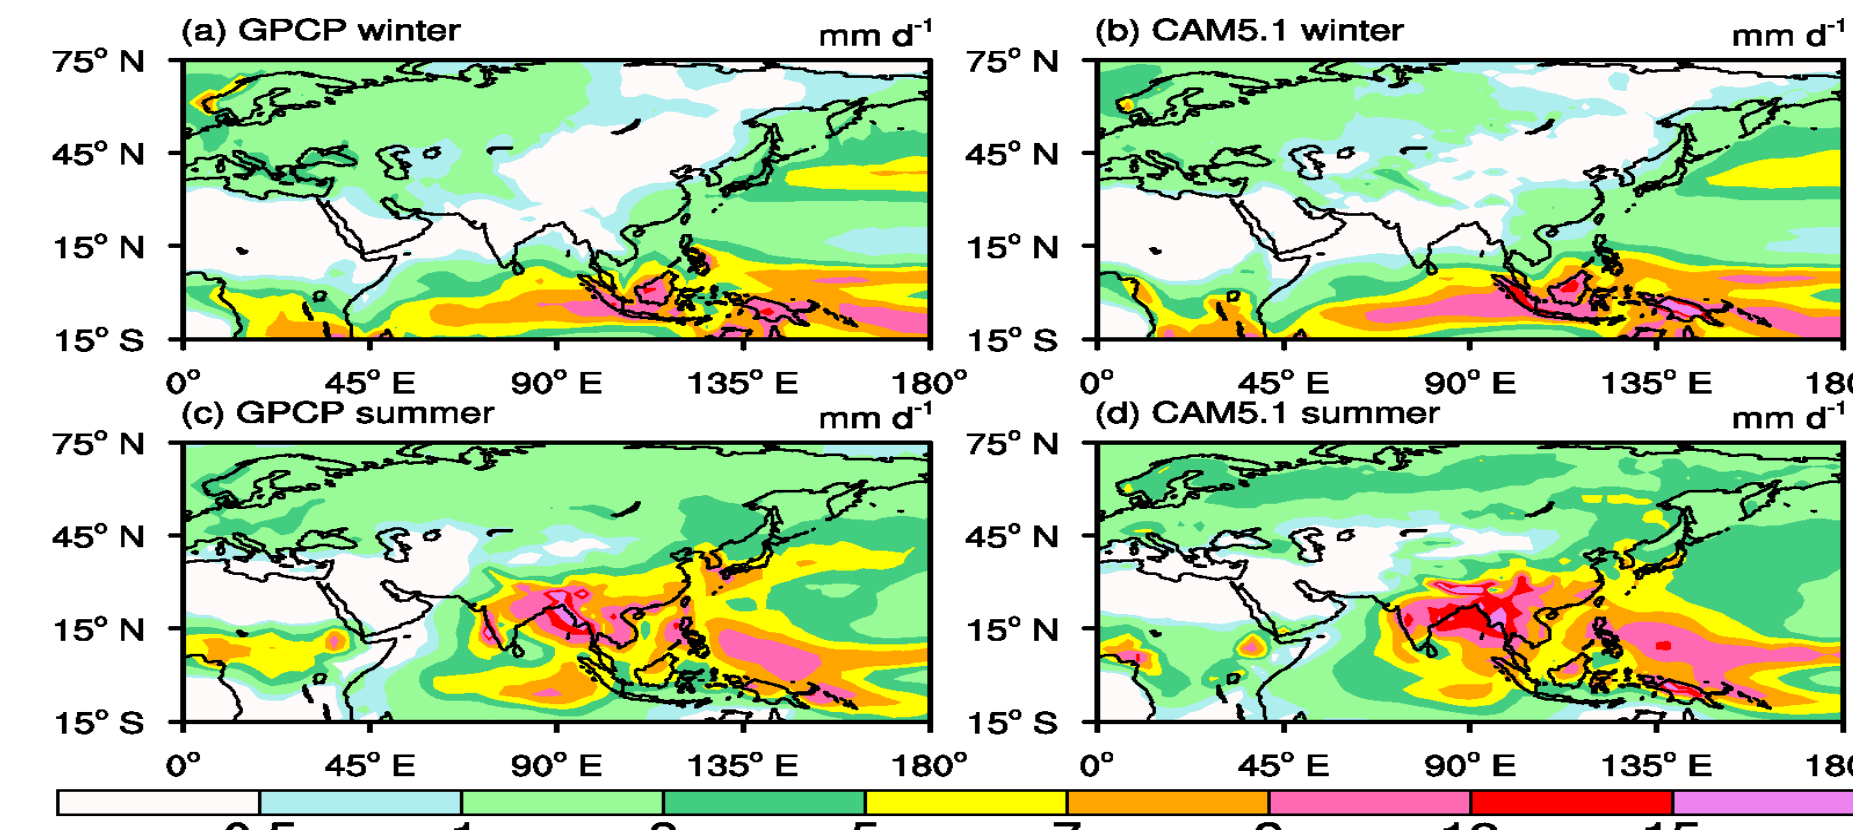 (a) GPCP winter mm d⁻¹ (b) CAM5.1 winter mm d⁻¹
75° N 75° N
45° N 45° N
15° N 15° N
15° S 15° S
0° 45° E 90° E 135° E 180° 0° 45° E 90° E 135° E
(c) GPCP summer mm d⁻¹ (d) CAM5.1 summer mm d⁻¹
75° N 75° N
45° N 45° N
15° N 15° N
15° S 15° S
0° 45° E 90° E 135° E 180° 0° 45° E 90° E 135° E